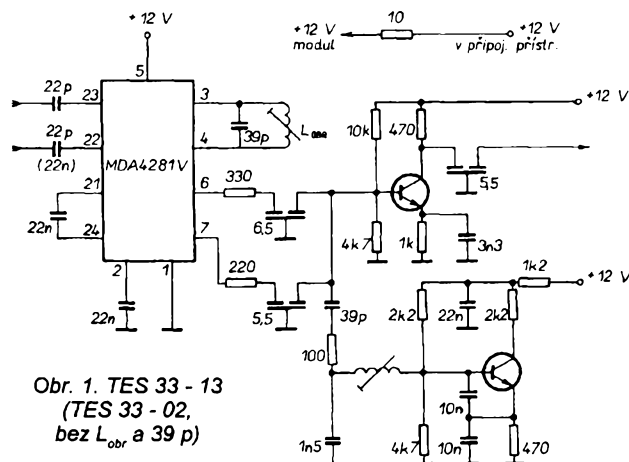 +12 V
5
22p
23
22p
22
(22n)
MDA4281V
21
22n
24
2
1
22n
3
4
6
7
39p
L obr
330
6,5
220
5,5
+12 V
modul
10
+12 V
v připoj. přístr.
+12 V
10k
470
5,5
4k7
1k
3n3
39p
100
1n5
1k2
+12 V
2k2
22n
2k2
10n
10n
4k7
470
Obr. 1. TES 33 - 13
(TES 33 - 02,
bez Lobr a 39 p)